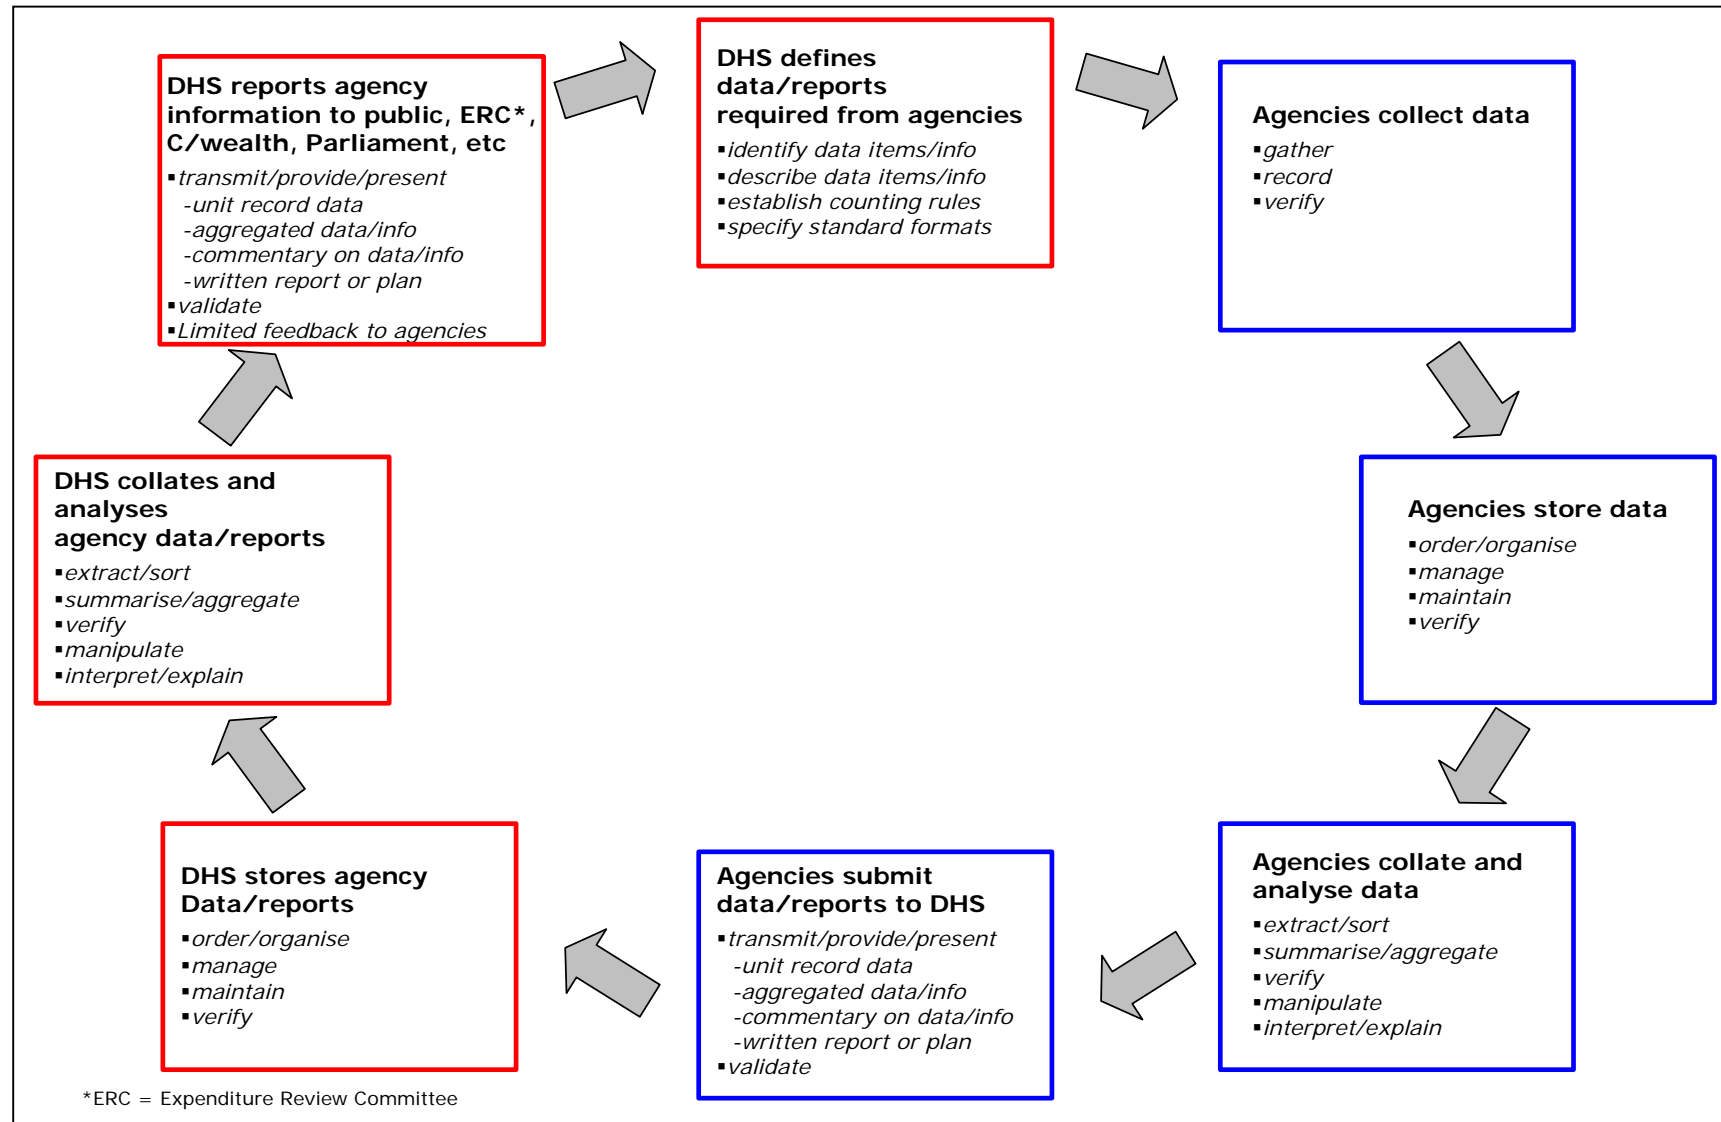 DHS reports agency
information to public, ERC*,
C/wealth, Parliament, etc
▪transmit/provide/present
-unit record data
-aggregated data/info
-commentary on data/info
-written report or plan
▪validate
▪Limited feedback to agencies
DHS defines
data/reports
required from agencies
▪identify data items/info
▪describe data items/info
▪establish counting rules
▪specify standard formats
Agencies collect data
▪gather
▪record
▪verify
Agencies store data
▪order/organise
▪manage
▪maintain
▪verify
Agencies collate and
analyse data
▪extract/sort
▪summarise/aggregate
▪verify
▪manipulate
▪interpret/explain
Agencies submit
data/reports to DHS
▪transmit/provide/present
-unit record data
-aggregated data/info
-commentary on data/info
-written report or plan
▪validate
DHS stores agency
Data/reports
▪order/organise
▪manage
▪maintain
▪verify
DHS collates and
analyses
agency data/reports
▪extract/sort
▪summarise/aggregate
▪verify
▪manipulate
▪interpret/explain
*ERC = Expenditure Review Committee